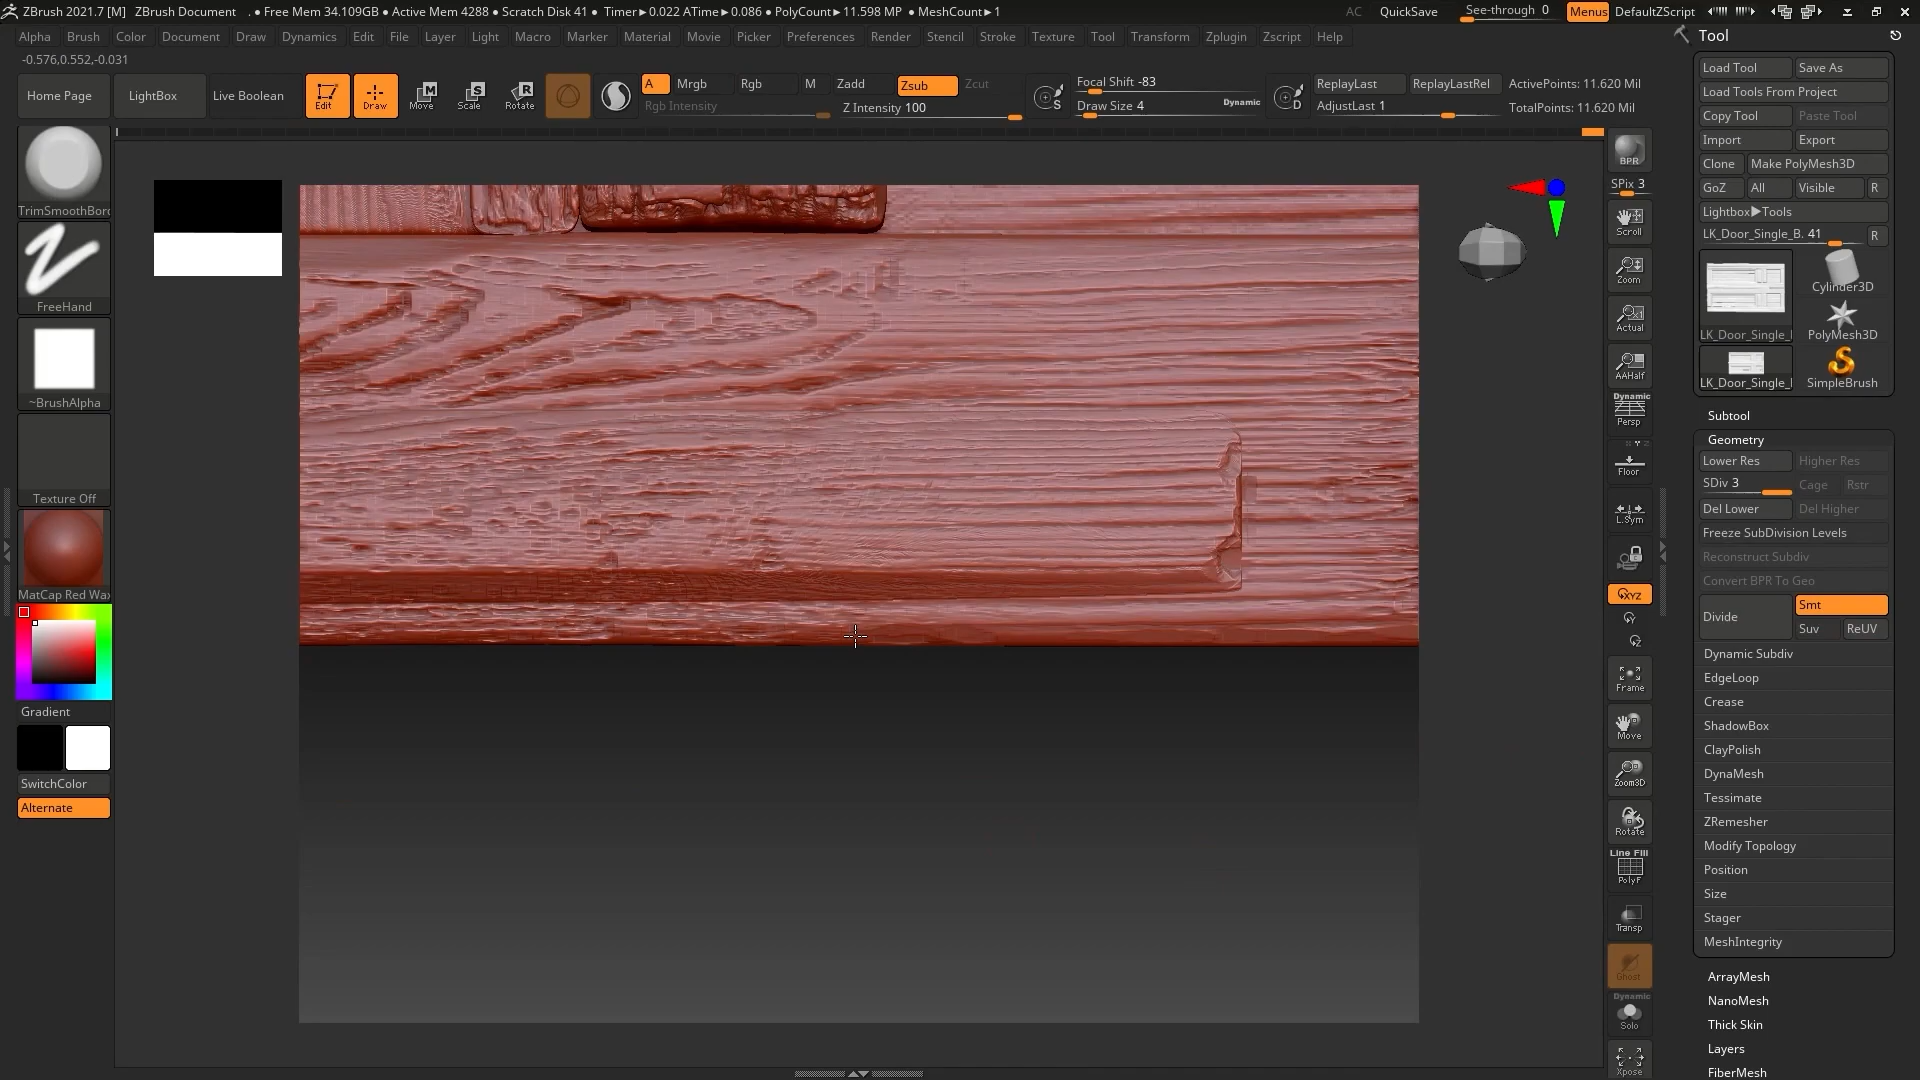 ZBrush 2021.7 [M] ZBrush Document . • Free Mem 34.109GB • Active Mem 4288 • Scratch Disk 41 • Timer►0.022 ATime►0.086 • PolyCount►11.598 MP • MeshCount►1 AC QuickSave See-through 0 Menus DefaultZScript
Alpha Brush Color Document Draw Dynamics Edit File Layer Light Macro Marker Material Movie Picker Preferences Render Stencil Stroke Texture Tool Transform Zplugin Zscript Help
-0.576,0.552,-0.031
Home Page LightBox Live Boolean Edit Draw Move Scale Rotate A Mrgb Rgb M Zadd Zsub Zcut Focal Shift -83 ReplayLast ReplayLastRel ActivePoints: 11.620 Mil
Rgb Intensity Z Intensity 100 Draw Size 4 Dynamic AdjustLast 1 TotalPoints: 11.620 Mil
M
S
R
S
D
TrimSmoothBord
FreeHand
~BrushAlpha
Texture Off
MatCap Red Wax
Gradient
SwitchColor
Alternate
BPR
SPix 3
Scroll
Zoom
Actual
AAHalf
Dynamic
Persp
Floor
L.Sym
XYZ
Y
Z
Frame
Move
Zoom3D
Rotate
Line Fill
PolyF
Transp
Ghost
Dynamic
Solo
Xpose
Tool
Load Tool Save As
Load Tools From Project
Copy Tool Paste Tool
Import Export
Clone Make PolyMesh3D
GoZ All Visible R
Lightbox►Tools
LK_Door_Single_B. 41 R
Cylinder3D
LK_Door_Single_ PolyMesh3D
LK_Door_Single_ SimpleBrush
Subtool
Geometry
Lower Res Higher Res
SDiv 3 Cage Rstr
Del Lower Del Higher
Freeze SubDivision Levels
Reconstruct Subdiv
Convert BPR To Geo
Divide Smt
Suv ReUV
Dynamic Subdiv
EdgeLoop
Crease
ShadowBox
ClayPolish
DynaMesh
Tessimate
ZRemesher
Modify Topology
Position
Size
Stager
MeshIntegrity
ArrayMesh
NanoMesh
Thick Skin
Layers
FiberMesh